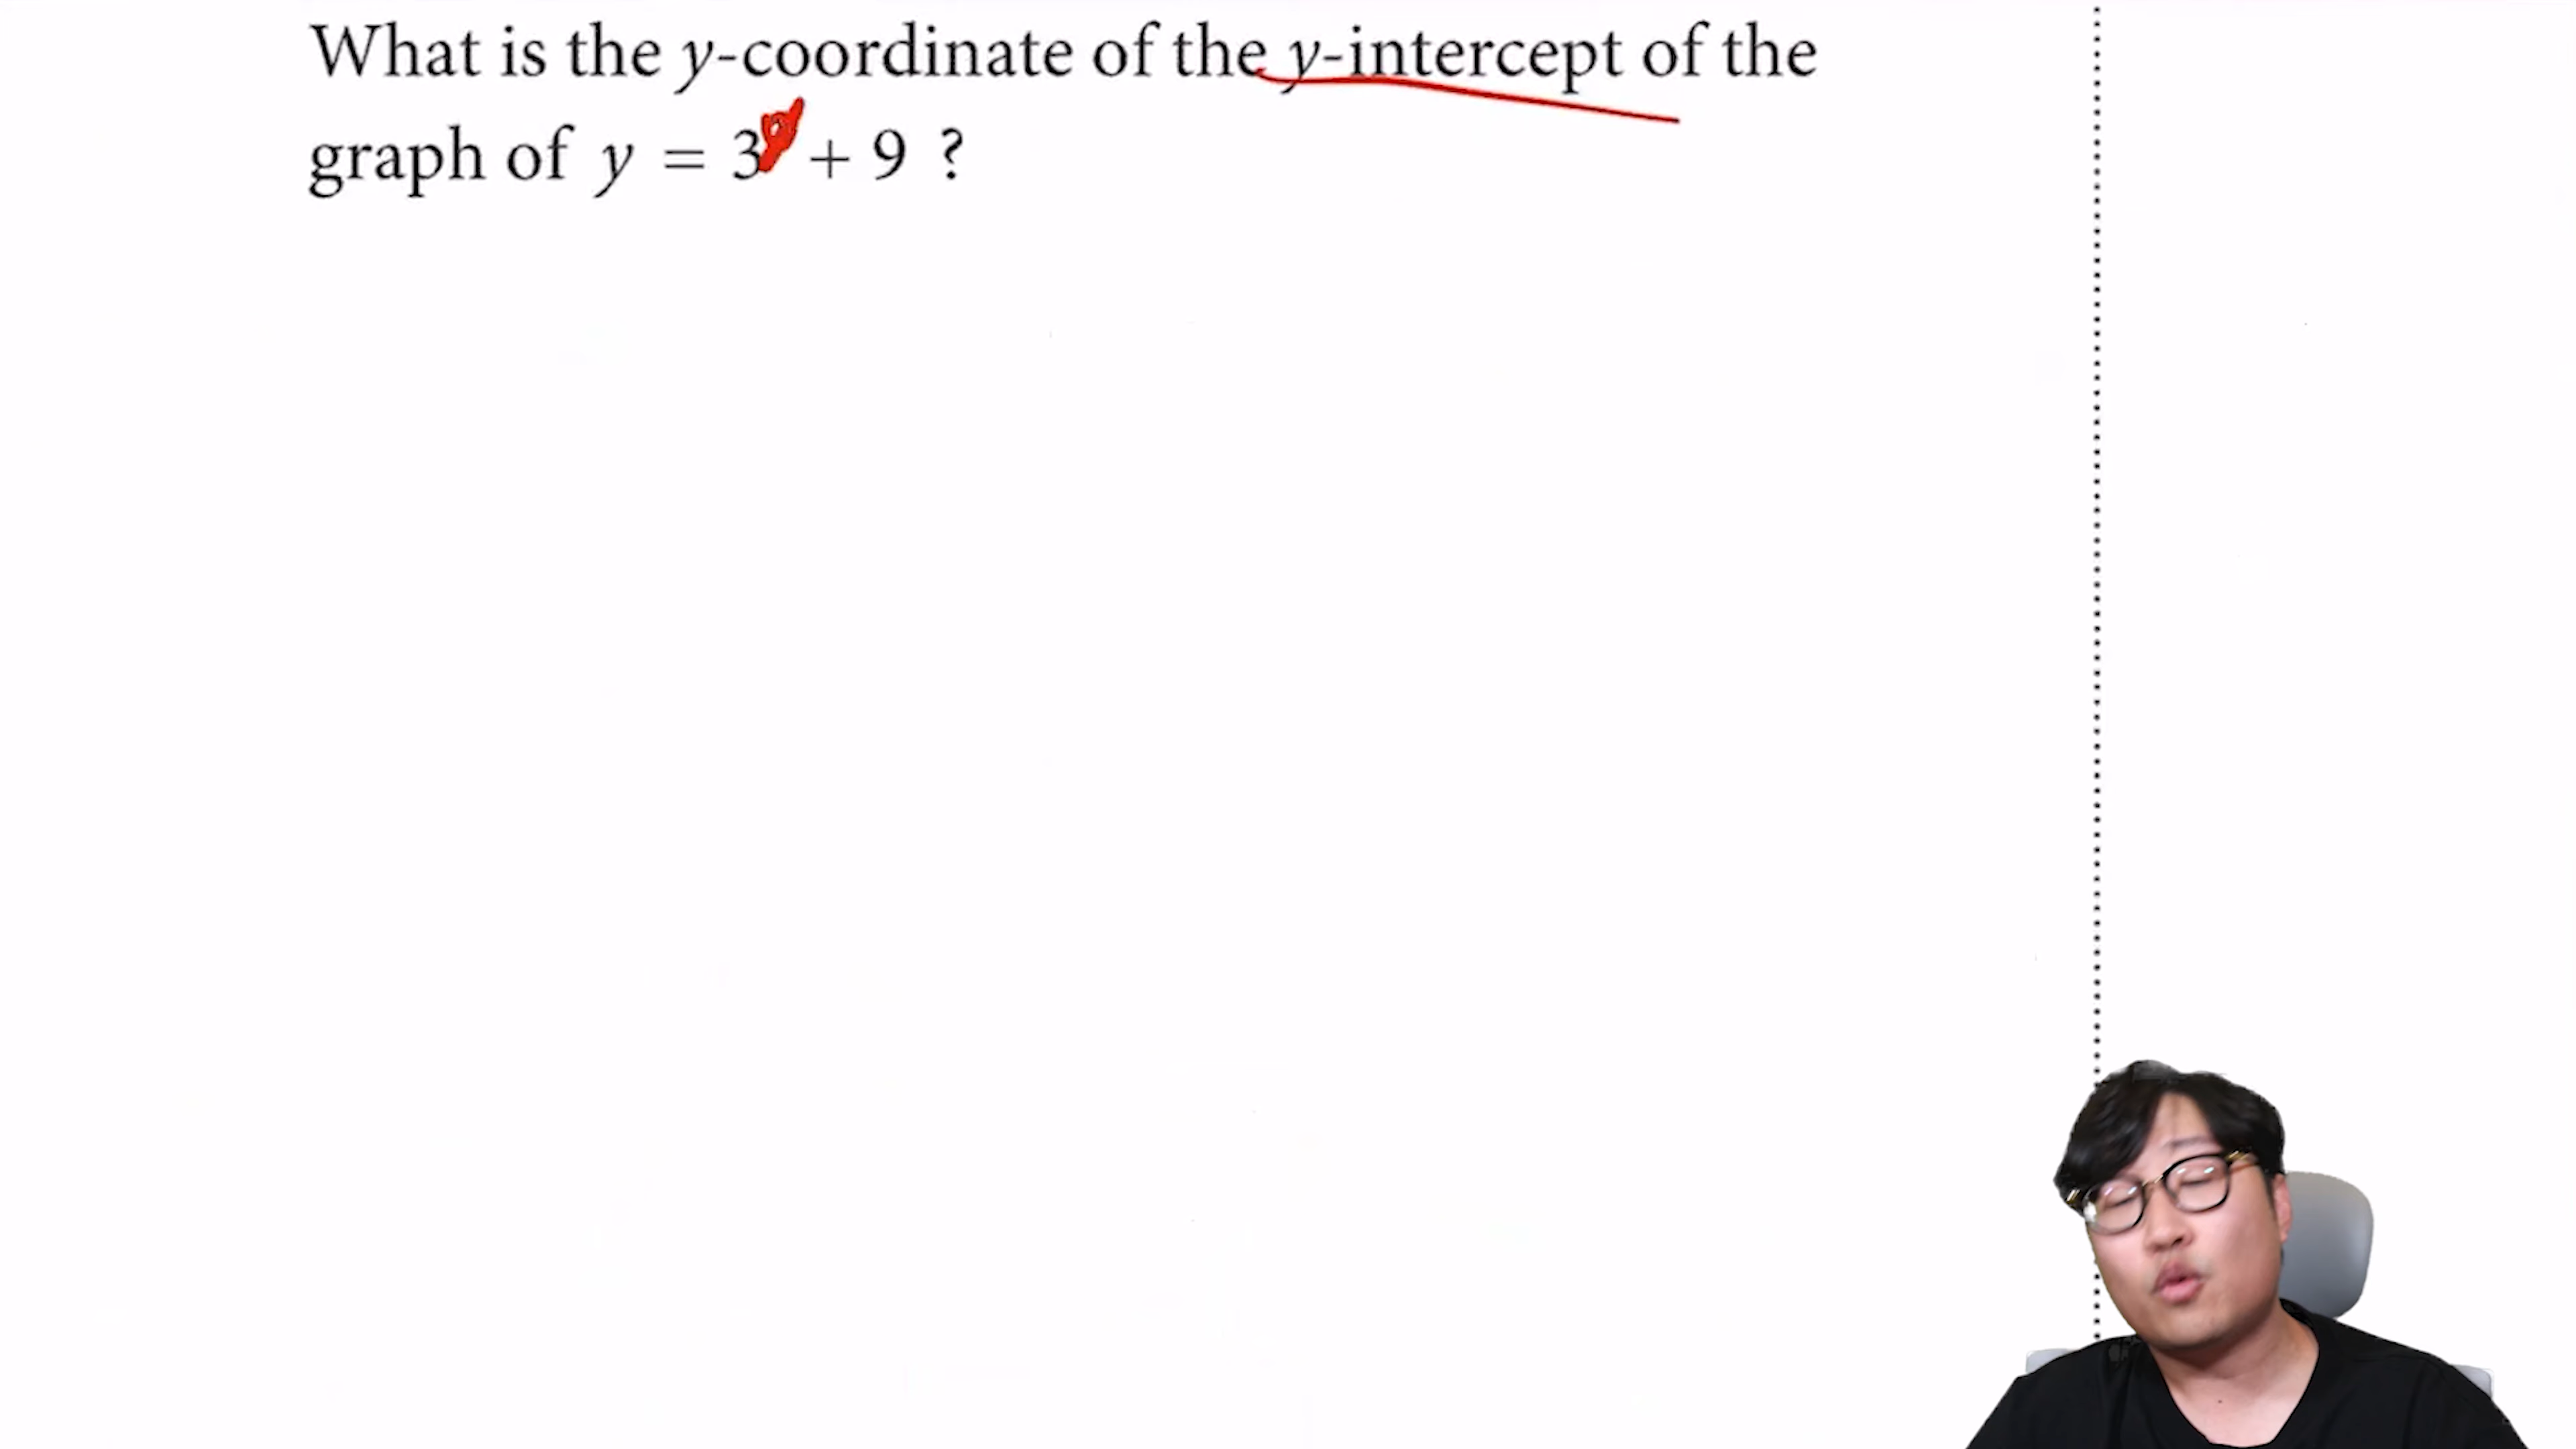 What is the y-coordinate of the y-intercept of the
graph of y = 3 + 9 ?